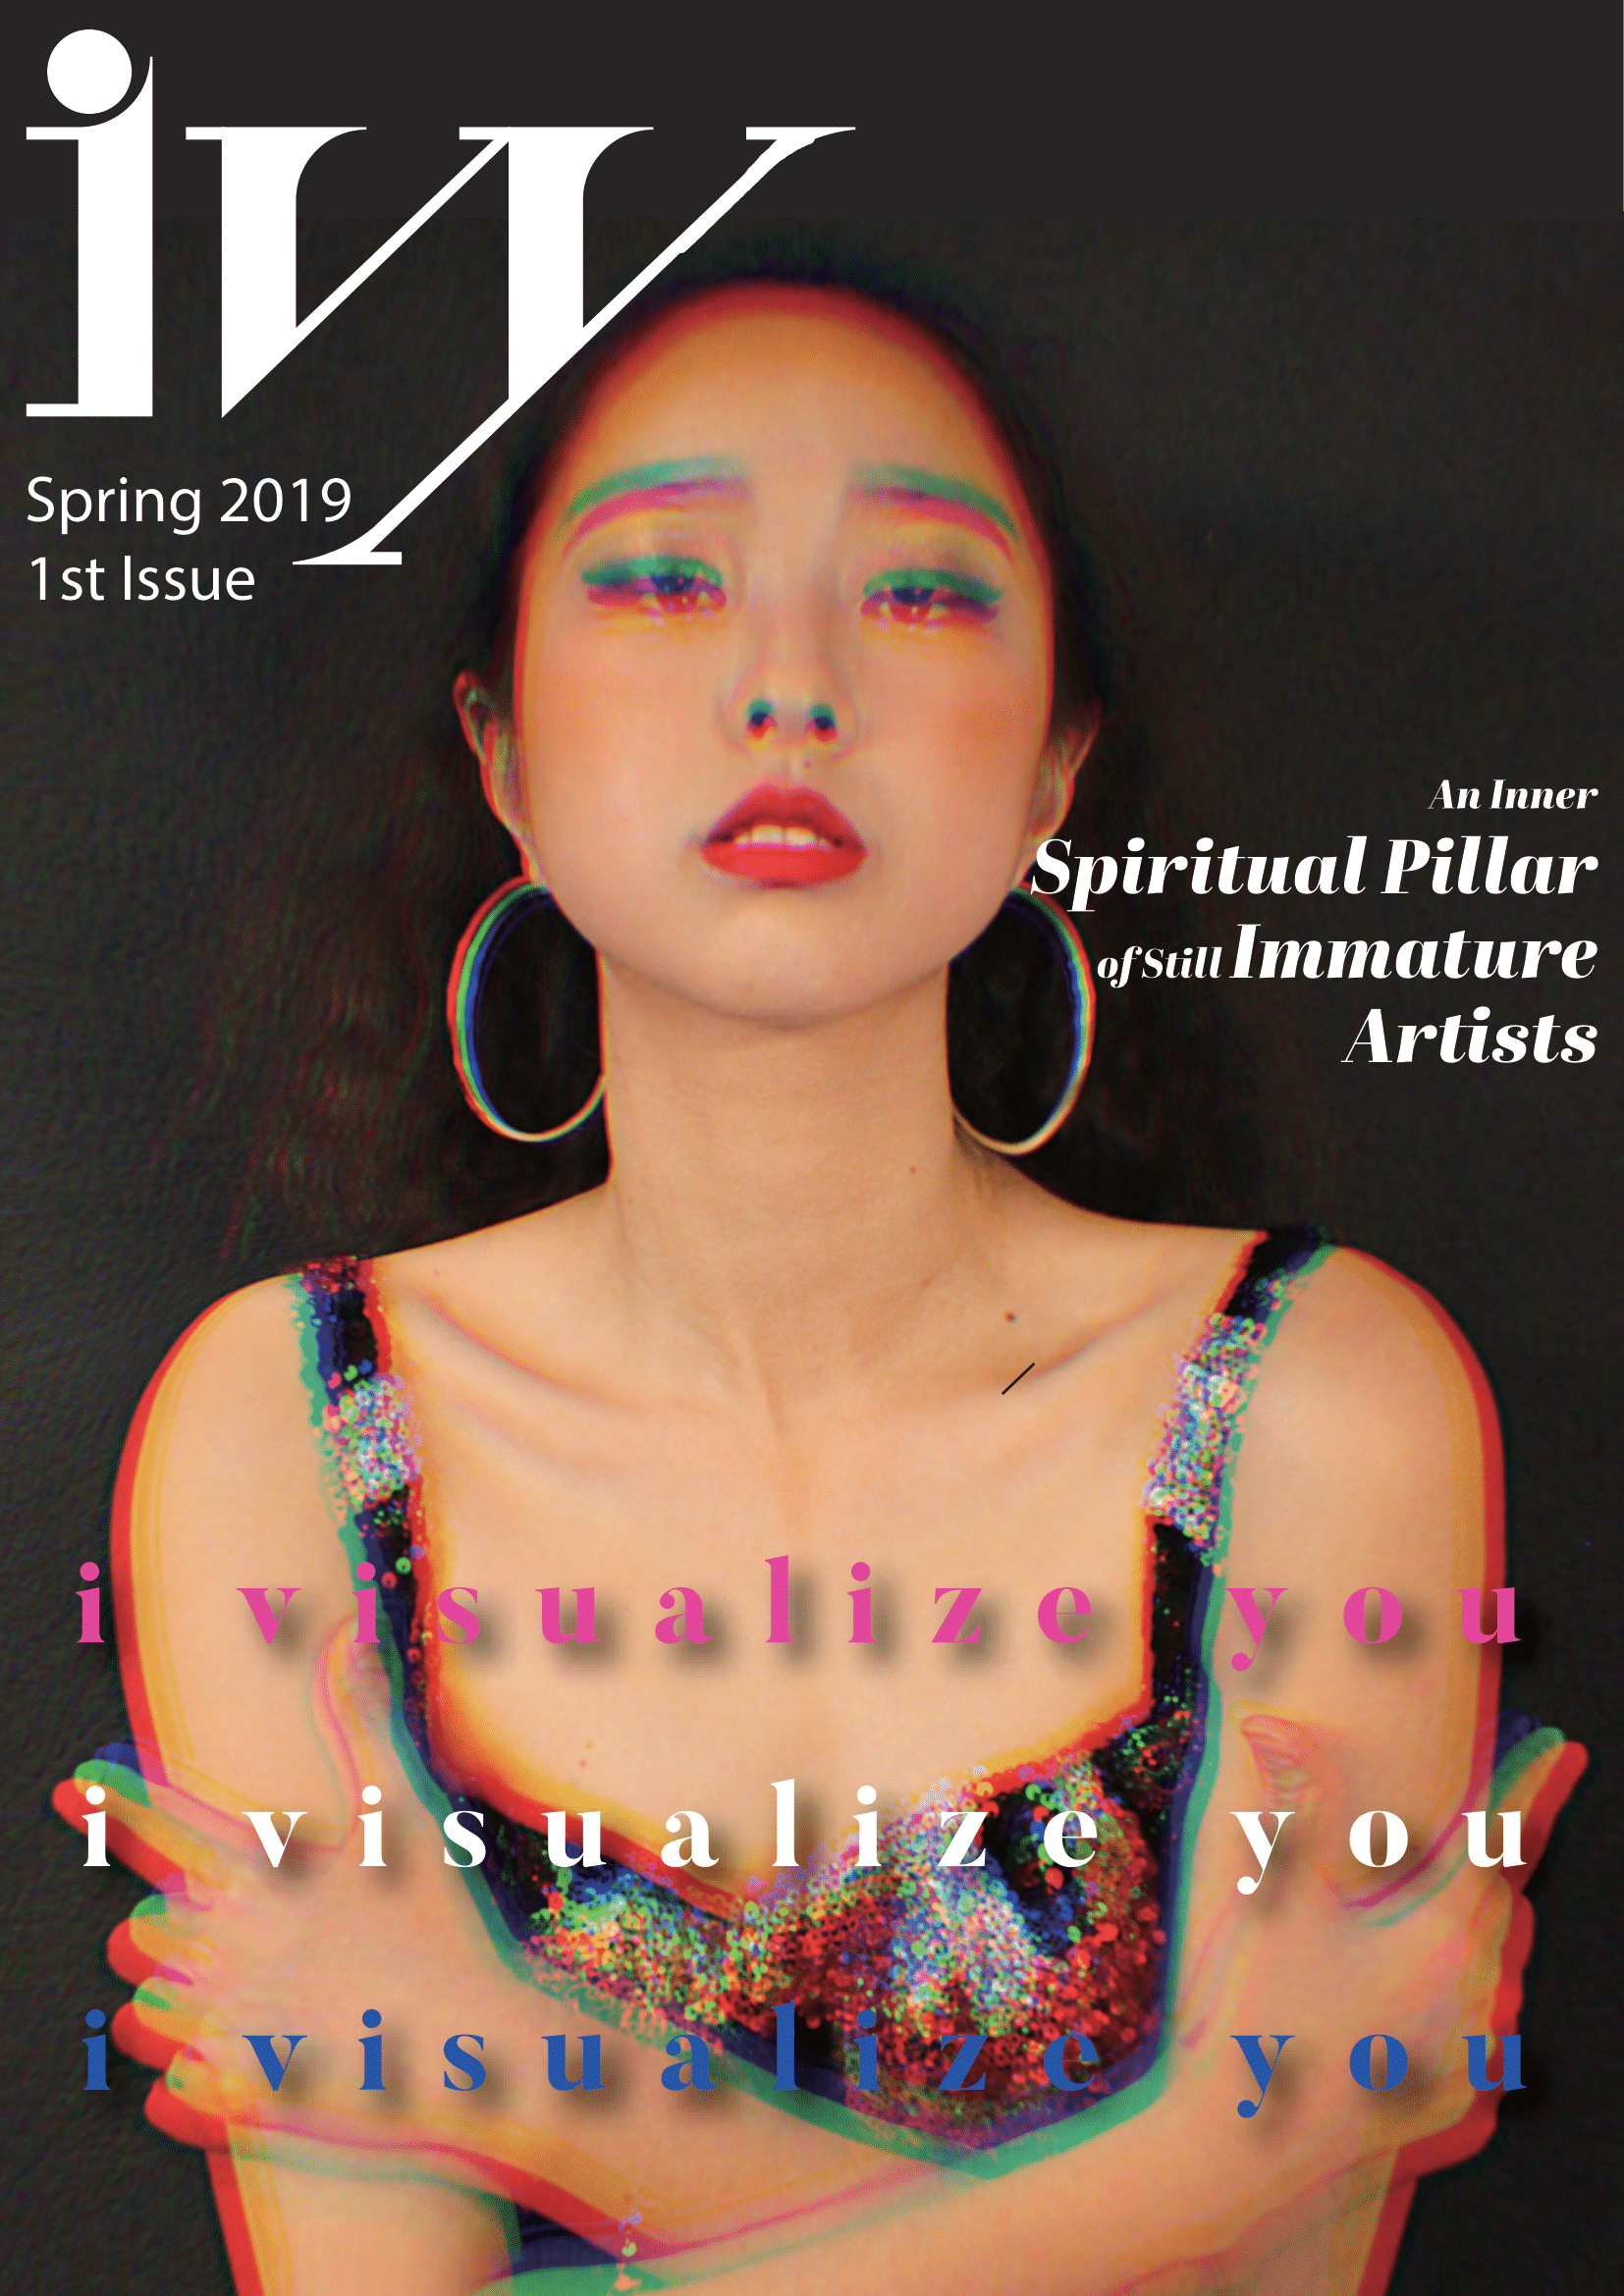 ivy
Spring 2019
1st Issue
An Inner
Spiritual Pillar
of Still Immature
Artists
i visualize you
i visualize you
i visualize you